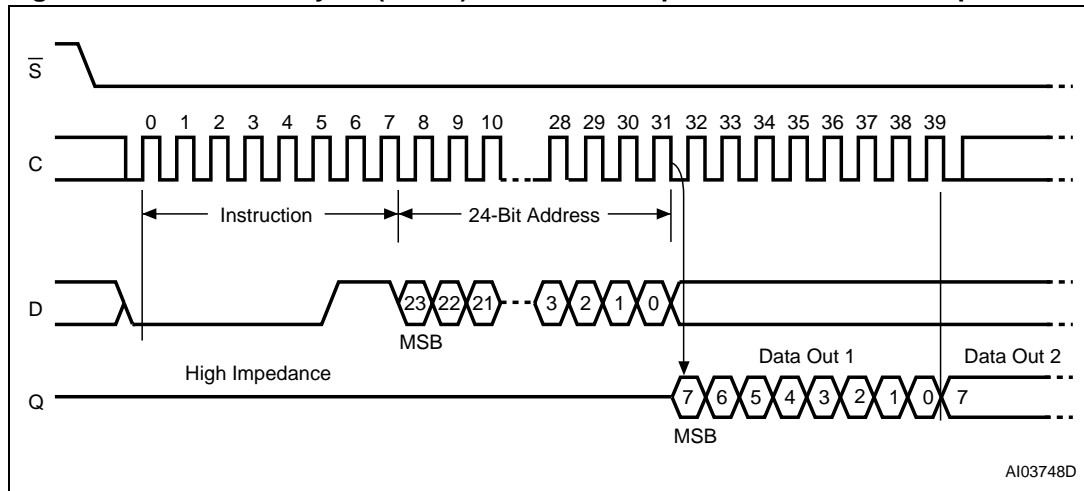 S
0 1 2 3 4 5 6 7 8 9 10 28 29 30 31 32 33 34 35 36 37 38 39
C
Instruction 24-Bit Address
D 23 22 21 3 2 1 0
MSB
Data Out 1 Data Out 2
High Impedance
Q 7 6 5 4 3 2 1 0 7
MSB
AI03748D